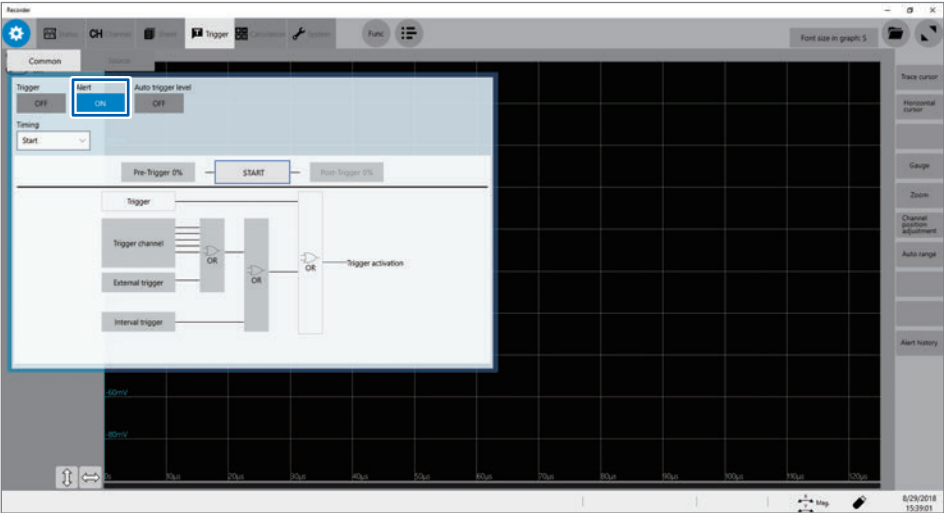 Recorder
Status
CH Channel
Sheet
Trigger
Calculation
System
Func
Font size in graph: S
Common
Source
Trigger
Alert
Auto trigger level
OFF
ON
OFF
Timing
Start
Pre-Trigger 0%
START
Post-Trigger 0%
Trigger
Trigger channel
OR
External trigger
OR
OR
Trigger activation
Interval trigger
Trace cursor
Horizontal
cursor
Gauge
Zoom
Channel
position
adjustment
Auto range
Alert history
-60mV
-80mV
0s
10μs
20μs
30μs
40μs
50μs
60μs
70μs
80μs
90μs
100μs
110μs
120μs
Mag.
8/29/2018
15:39:01